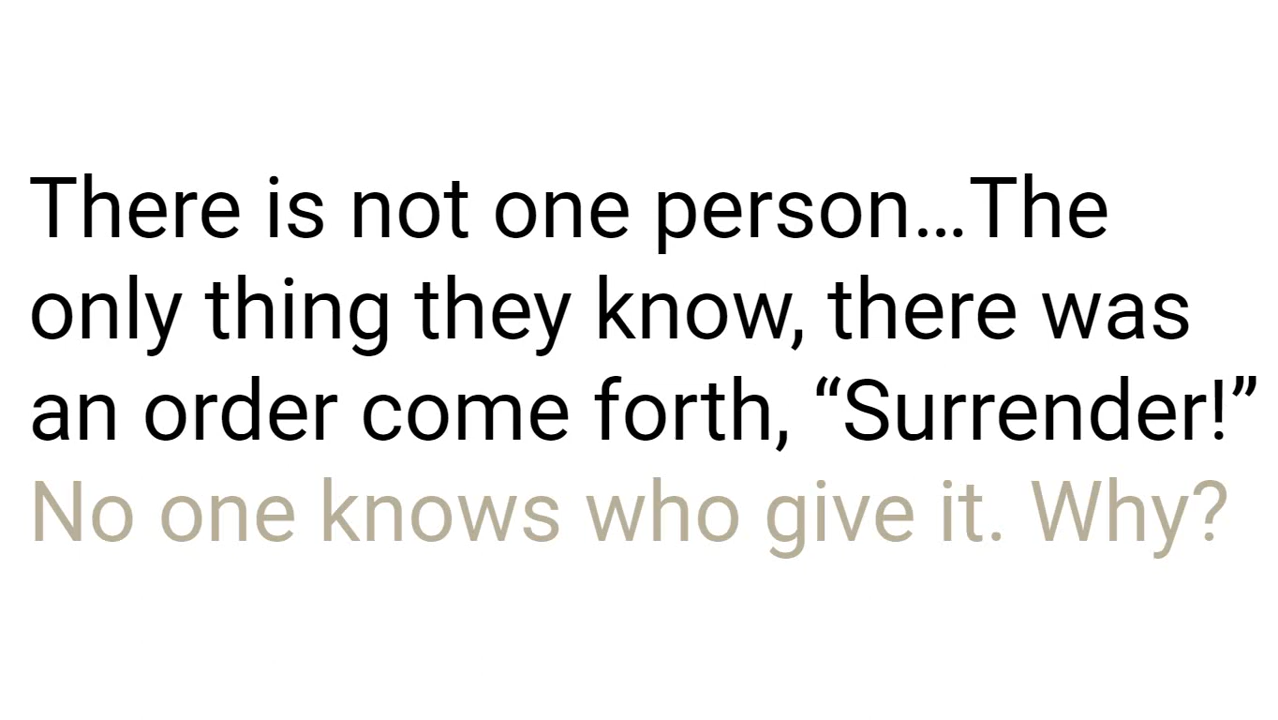 There is not one person…The
only thing they know, there was
an order come forth, “Surrender!”
No one knows who give it. Why?